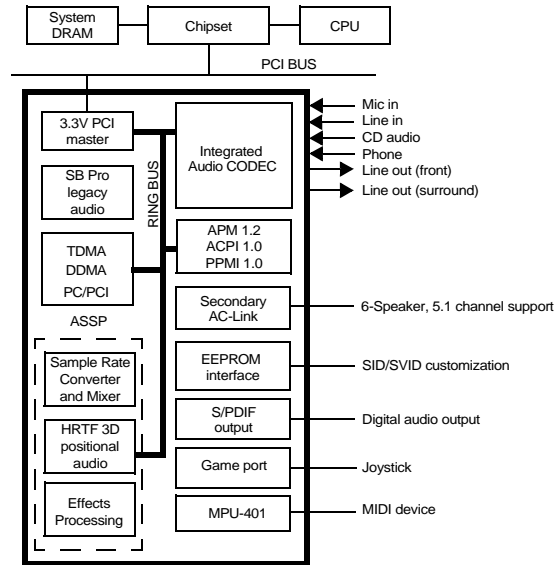 System
DRAM
Chipset
CPU
PCI BUS
3.3V PCI
master
SB Pro
legacy
audio
TDMA
DDMA
PC/PCI
ASSP
Sample Rate
Converter
and Mixer
HRTF 3D
positional
audio
Effects
Processing
RING BUS
Integrated
Audio CODEC
APM 1.2
ACPI 1.0
PPMI 1.0
Secondary
AC-Link
EEPROM
interface
S/PDIF
output
Game port
MPU-401
Mic in
Line in
CD audio
Phone
Line out (front)
Line out (surround)
6-Speaker, 5.1 channel support
SID/SVID customization
Digital audio output
Joystick
MIDI device